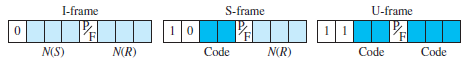 I-frame S-frame U-frame
0 P/F 1 0 P/F 1 1 P/F
N(S) N(R) Code N(R) Code Code